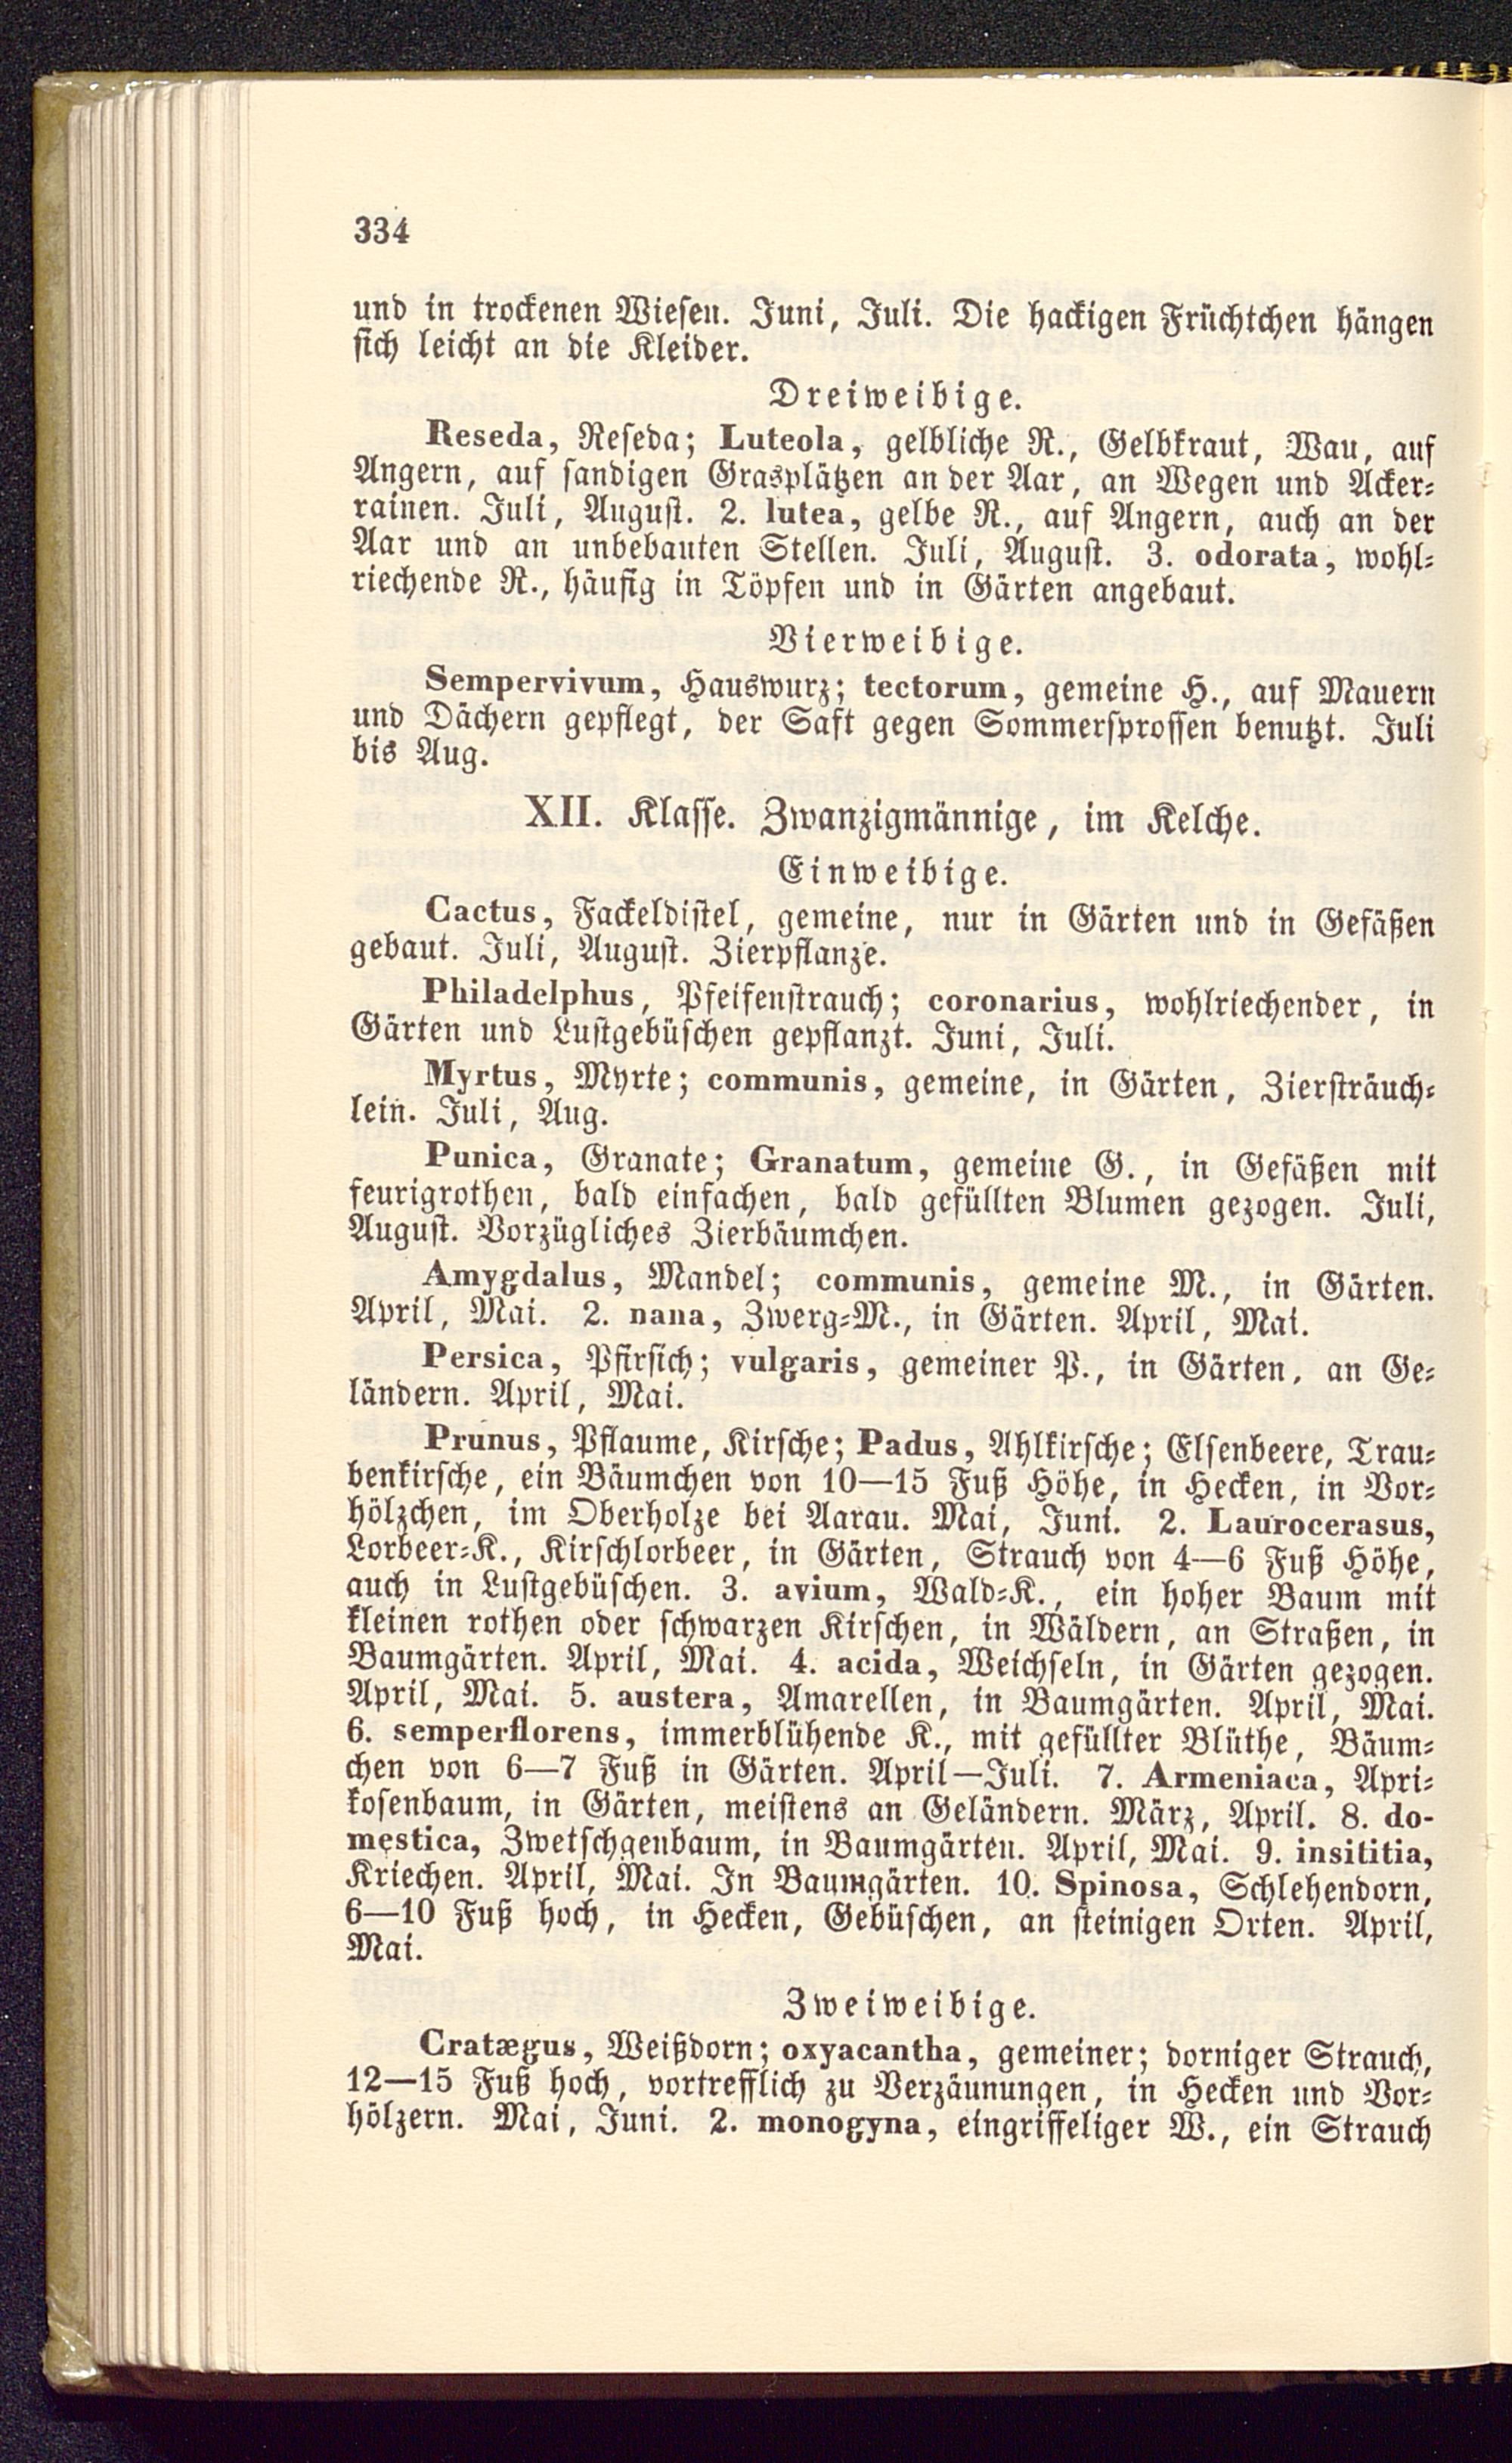 334
und in trockenen Wiesen. Juni, Juli. Die hackigen Früchtchen hängen
sich leicht an die Kleider.
Dreiweibige.
Reseda, Reseda; Luteola, gelbliche R., Gelbkraut, Wau, auf
Angern, auf sandigen Grasplätzen an der Aar, an Wegen und Acker-
rainen. Juli, August. 2. lutea, gelbe R., auf Angern, auch an der
Aar und an unbebauten Stellen. Juli, August. 3. odorata, wohl-
riechende R., häufig in Töpfen und in Gärten angebaut.
Vierweibige.
Sempervivum, Hauswurz; tectorum, gemeine H., auf Mauern
und Dächern gepflegt, der Saft gegen Sommersprossen benutzt. Juli
bis Aug.
XII. Klasse. Zwanzigmännige, im Kelche.
Einweibige.
Cactus, Fackeldistel, gemeine, nur in Gärten und in Gefäßen
gebaut. Juli, August. Zierpflanze.
Philadelphus, Pfeifenstrauch; coronarius, wohlriechender, in
Gärten und Lustgebüschen gepflanzt. Juni, Juli.
Myrtus, Myrte; communis, gemeine, in Gärten, Ziersträuch-
lein. Juli, Aug.
Punica, Granate; Granatum, gemeine G., in Gefäßen mit
feurigrothen, bald einfachen, bald gefüllten Blumen gezogen. Juli,
August. Vorzügliches Zierbäumchen.
Amygdalus, Mandel; communis, gemeine M., in Gärten.
April, Mai. 2. nana, Zwerg-M., in Gärten. April, Mai.
Persica, Pfirsich; vulgaris, gemeiner P., in Gärten, an Ge-
ländern. April, Mai.
Prunus, Pflaume, Kirsche; Padus, Ahlkirsche; Elsenbeere, Trau-
benkirsche, ein Bäumchen von 10—15 Fuß Höhe, in Hecken, in Vor-
hölzchen, im Oberholze bei Aarau. Mai, Juni. 2. Laurocerasus,
Lorbeer-K., Kirschlorbeer, in Gärten, Strauch von 4—6 Fuß Höhe,
auch in Lustgebüschen. 3. avium, Wald-K., ein hoher Baum mit
kleinen rothen oder schwarzen Kirschen, in Wäldern, an Straßen, in
Baumgärten. April, Mai. 4. acida, Weichseln, in Gärten gezogen.
April, Mai. 5. austera, Amarellen, in Baumgärten. April, Mai.
6. semperflorens, immerblühende K., mit gefüllter Blüthe, Bäum-
chen von 6—7 Fuß in Gärten. April—Juli. 7. Armeniaca, Apri-
kosenbaum, in Gärten, meistens an Geländern. März, April. 8. do-
mestica, Zwetschgenbaum, in Baumgärten. April, Mai. 9. insititia,
Kriechen. April, Mai. In Baumgärten. 10. Spinosa, Schlehendorn,
6—10 Fuß hoch, in Hecken, Gebüschen, an steinigen Orten. April,
Mai.
Zweiweibige.
Cratægus, Weißdorn; oxyacantha, gemeiner; dorniger Strauch,
12—15 Fuß hoch, vortrefflich zu Verzäunungen, in Hecken und Vor-
hölzern. Mai, Juni. 2. monogyna, eingriffeliger W., ein Strauch